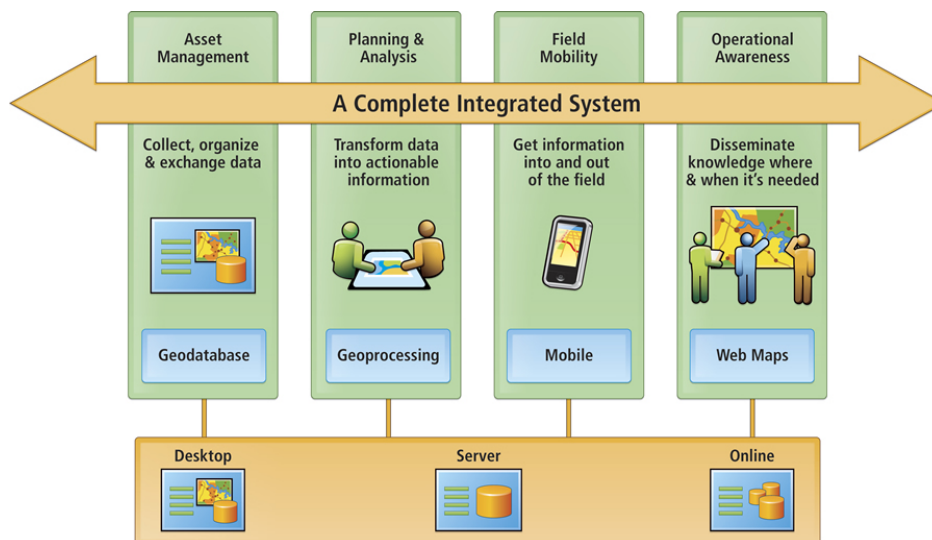 Asset
Management
Planning &
Analysis
Field
Mobility
Operational
Awareness
A Complete Integrated System
Collect, organize
& exchange data
Transform data
into actionable
information
Get information
into and out
of the field
Disseminate
knowledge where
& when it's needed
Geodatabase
Geoprocessing
Mobile
Web Maps
Desktop
Server
Online